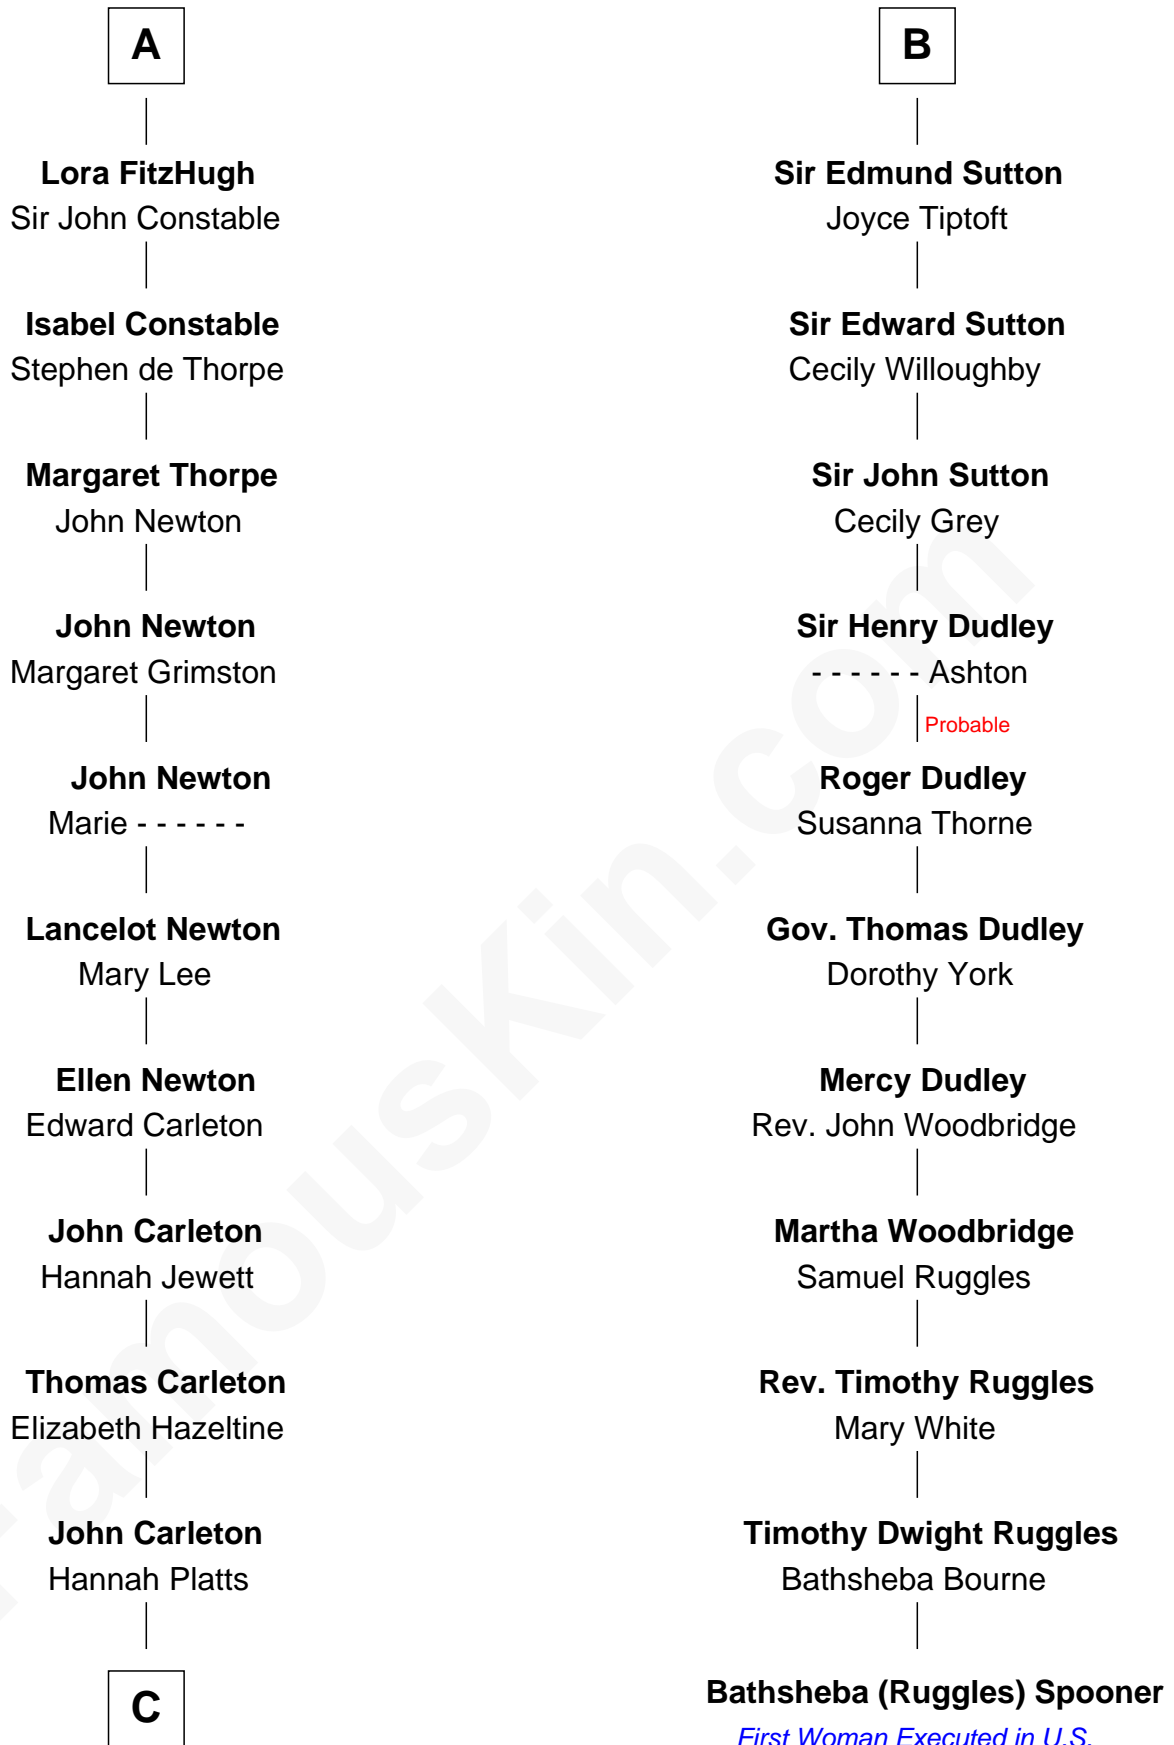 A
Lora FitzHugh
Sir John Constable
Isabel Constable
Stephen de Thorpe
Margaret Thorpe
John Newton
John Newton
Margaret Grimston
John Newton
Marie - - - - - -
Lancelot Newton
Mary Lee
Ellen Newton
Edward Carleton
John Carleton
Hannah Jewett
Thomas Carleton
Elizabeth Hazeltine
John Carleton
Hannah Platts
C
B
Sir Edmund Sutton
Joyce Tiptoft
Sir Edward Sutton
Cecily Willoughby
Sir John Sutton
Cecily Grey
Sir Henry Dudley
- - - - - - Ashton
Probable
Roger Dudley
Susanna Thorne
Gov. Thomas Dudley
Dorothy York
Mercy Dudley
Rev. John Woodbridge
Martha Woodbridge
Samuel Ruggles
Rev. Timothy Ruggles
Mary White
Timothy Dwight Ruggles
Bathsheba Bourne
Bathsheba (Ruggles) Spooner
First Woman Executed in U.S.
FamousKin.com